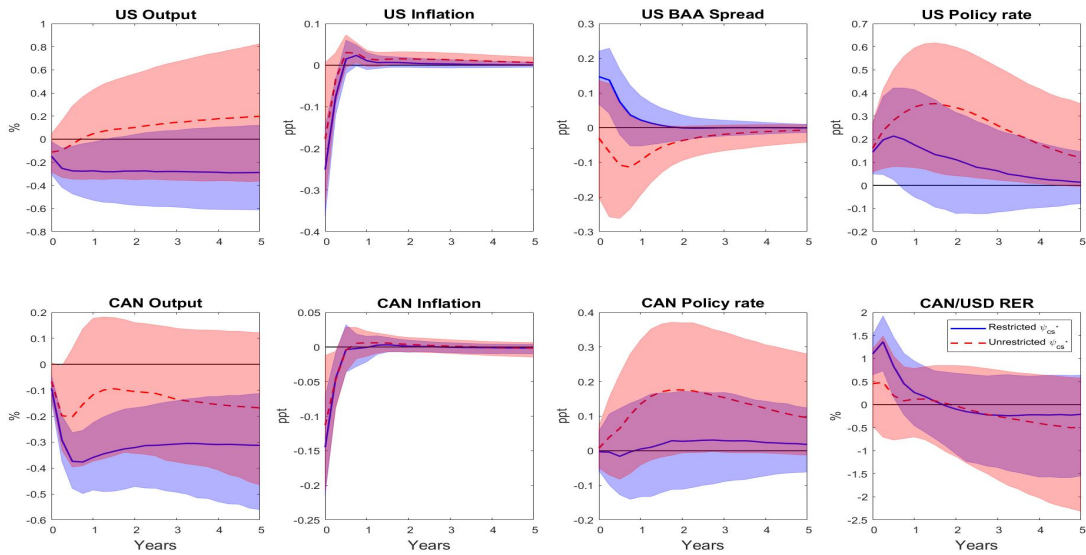 US Output
1
0.8
0.6
0.4
0.2
0
-0.2
-0.4
-0.6
-0.8
%
0 1 2 3 4 5
US Inflation
0.1
0
-0.1
-0.2
-0.3
-0.4
ppt
0 1 2 3 4 5
US BAA Spread
0.3
0.2
0.1
0
-0.1
-0.2
-0.3
ppt
0 1 2 3 4 5
US Policy rate
0.7
0.6
0.5
0.4
0.3
0.2
0.1
0
-0.1
-0.2
ppt
0 1 2 3 4 5
CAN Output
0.2
0.1
0
-0.1
-0.2
-0.3
-0.4
-0.5
-0.6
%
0 1 2 3 4 5
Years
CAN Inflation
0.05
0
-0.05
-0.1
-0.15
-0.2
-0.25
ppt
0 1 2 3 4 5
Years
CAN Policy rate
0.4
0.3
0.2
0.1
0
-0.1
-0.2
ppt
0 1 2 3 4 5
Years
CAN/USD RER
2
1.5
1
0.5
0
-0.5
-1
-1.5
-2
-2.5
%
Restricted ψcs*
Unrestricted ψcs*
0 1 2 3 4 5
Years